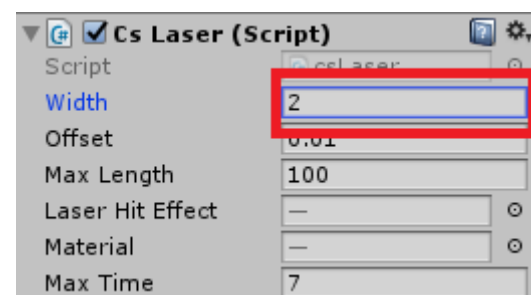 Cs Laser (Script)
Script csLaser
Width 2
Offset 0.01
Max Length 100
Laser Hit Effect —
Material —
Max Time 7